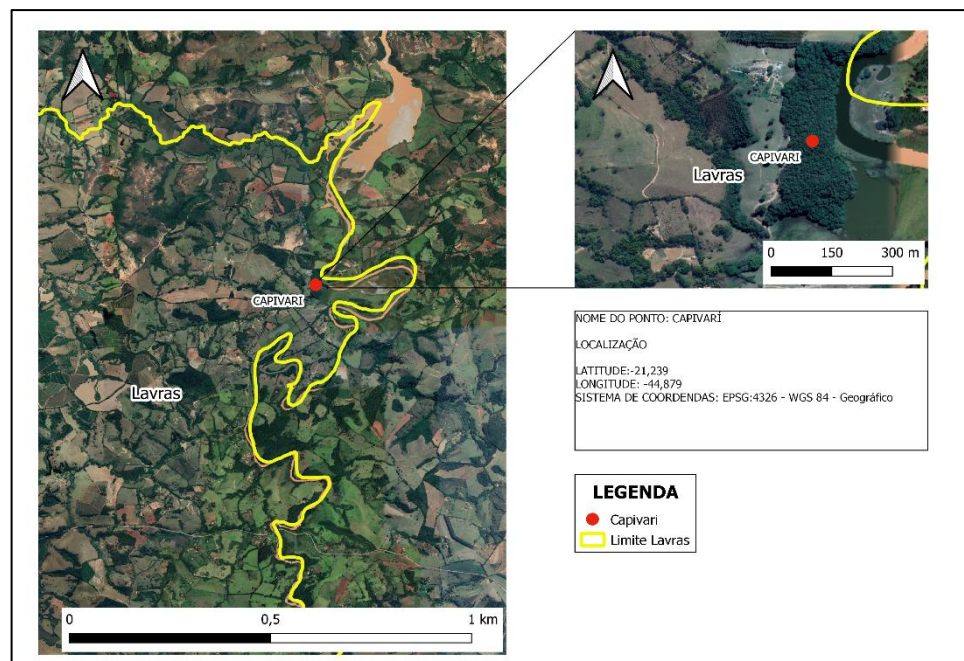 CAPIVARI
Lavras
0 0,5 1 km
CAPIVARI
Lavras
0 150 300 m
NOME DO PONTO: CAPIVARÍ
LOCALIZAÇÃO
LATITUDE:-21,239
LONGITUDE: -44,879
SISTEMA DE COORDENDAS: EPSG:4326 - WGS 84 - Geográfico
LEGENDA
Capivari
Limite Lavras